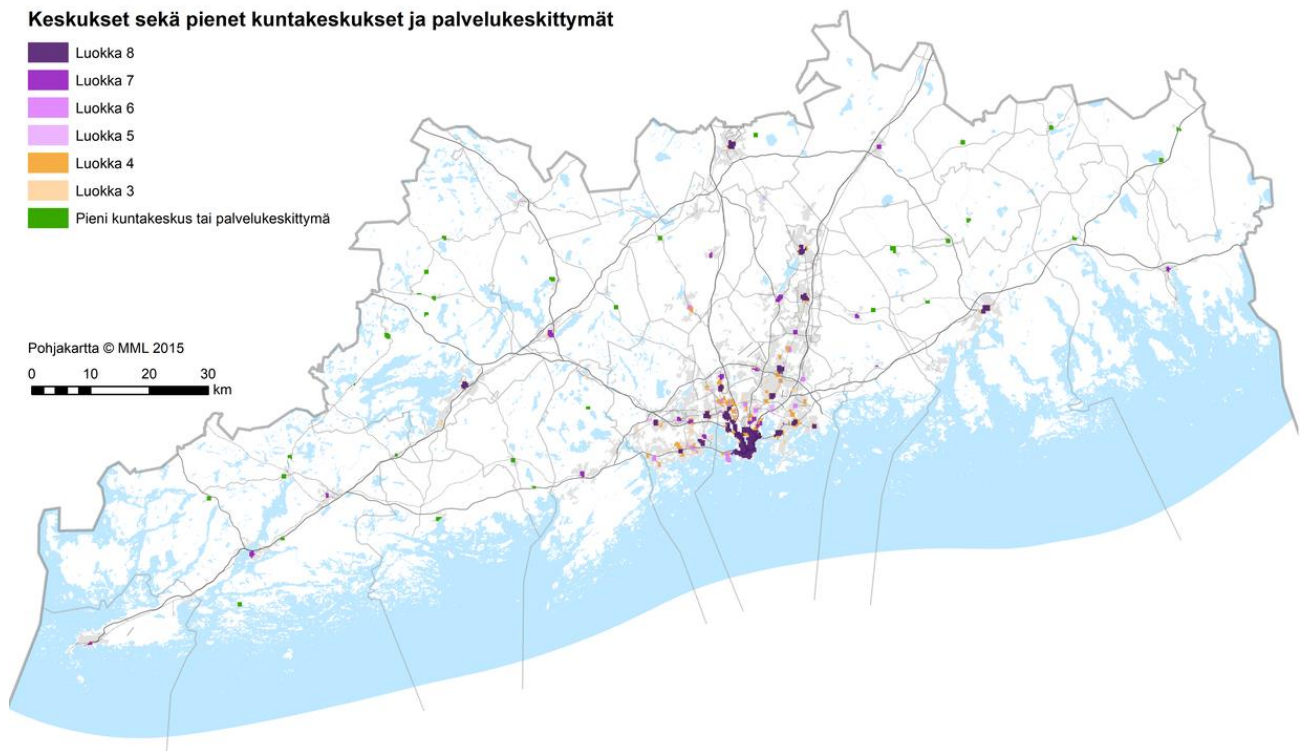 Keskukset sekä pienet kuntakeskukset ja palvelukeskittymät
Luokka 8
Luokka 7
Luokka 6
Luokka 5
Luokka 4
Luokka 3
Pieni kuntakeskus tai palvelukeskittymä
Pohjakartta © MML 2015
0 10 20 30
km